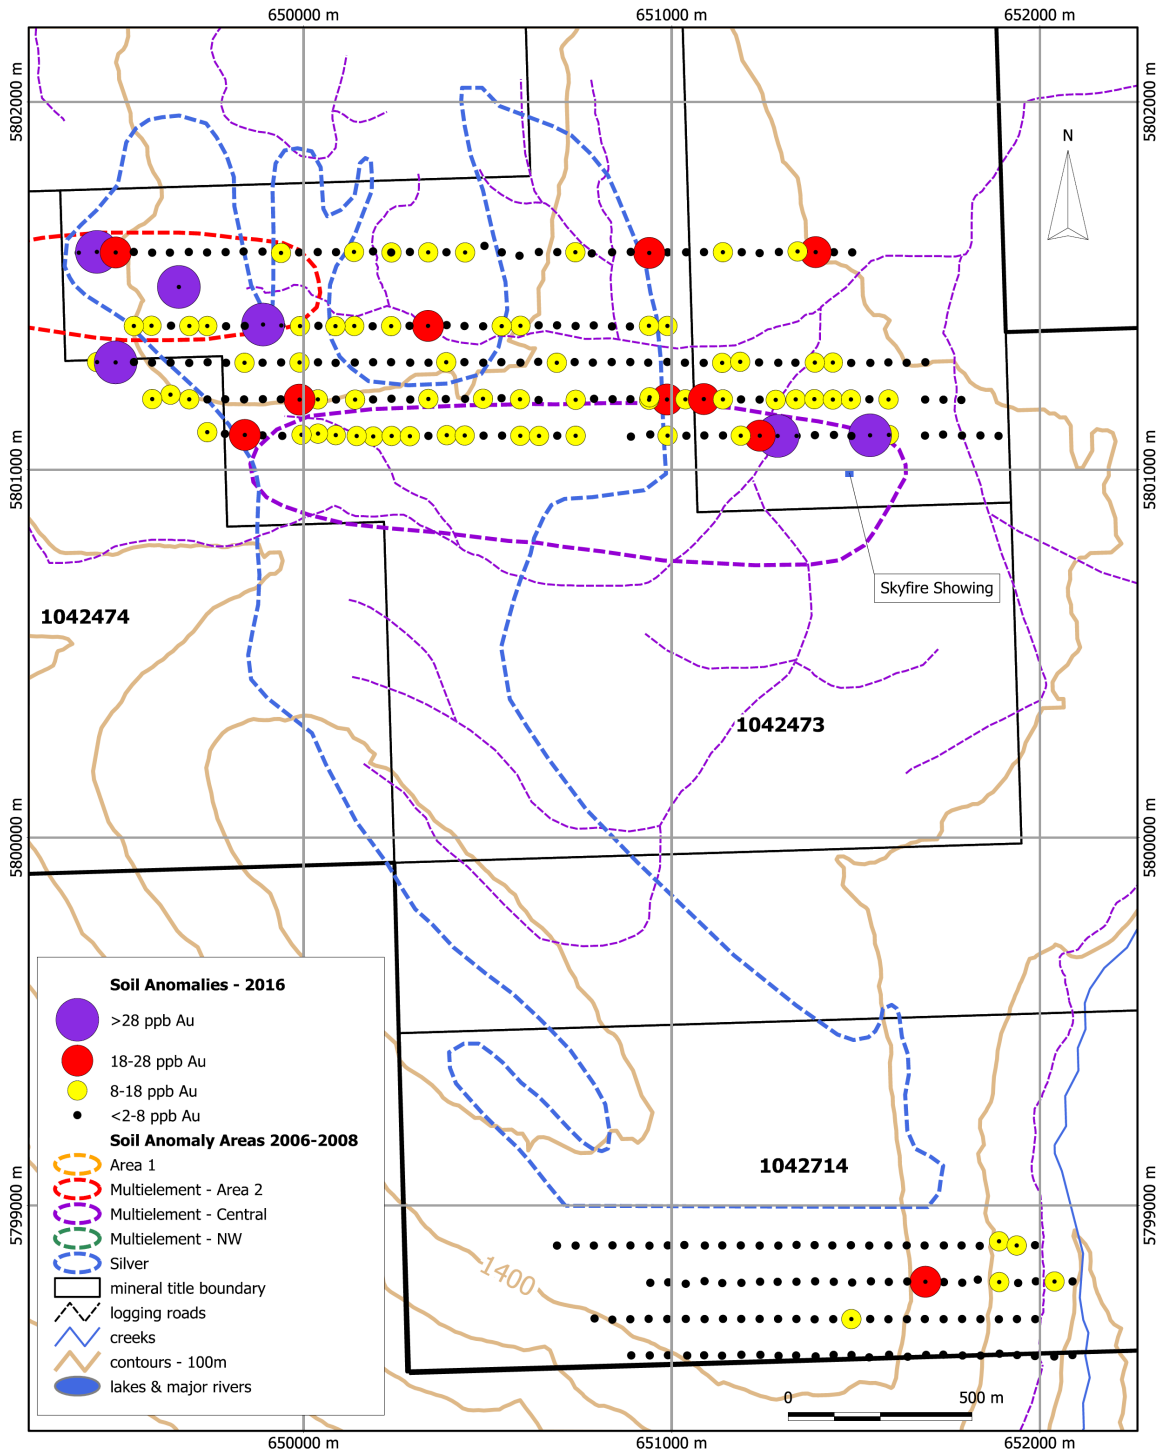 650000 m
651000 m
652000 m
5802000 m
5802000 m
N
5801000 m
5801000 m
Skyfire Showing
1042474
1042473
5800000 m
5800000 m
Soil Anomalies - 2016
>28 ppb Au
18-28 ppb Au
8-18 ppb Au
<2-8 ppb Au
Soil Anomaly Areas 2006-2008
Area 1
Multielement - Area 2
Multielement - Central
Multielement - NW
Silver
mineral title boundary
logging roads
creeks
contours - 100m
lakes & major rivers
1042714
5799000 m
5799000 m
1400
0
500 m
650000 m
651000 m
652000 m